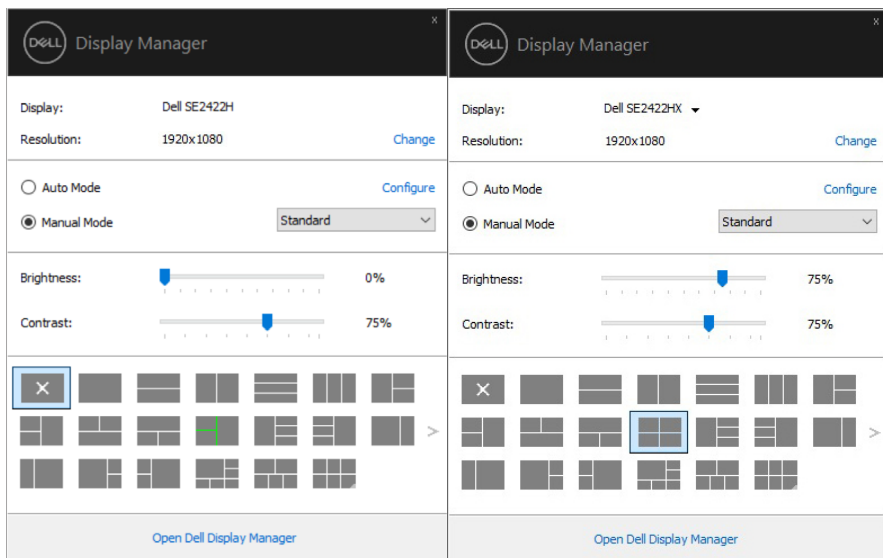 x
DELL Display Manager
Display: Dell SE2422H
Resolution: 1920x1080 Change
Auto Mode Configure
Manual Mode Standard
Brightness: 0%
Contrast: 75%
Open Dell Display Manager
x
DELL Display Manager
Display: Dell SE2422HX
Resolution: 1920x1080 Change
Auto Mode Configure
Manual Mode Standard
Brightness: 75%
Contrast: 75%
Open Dell Display Manager